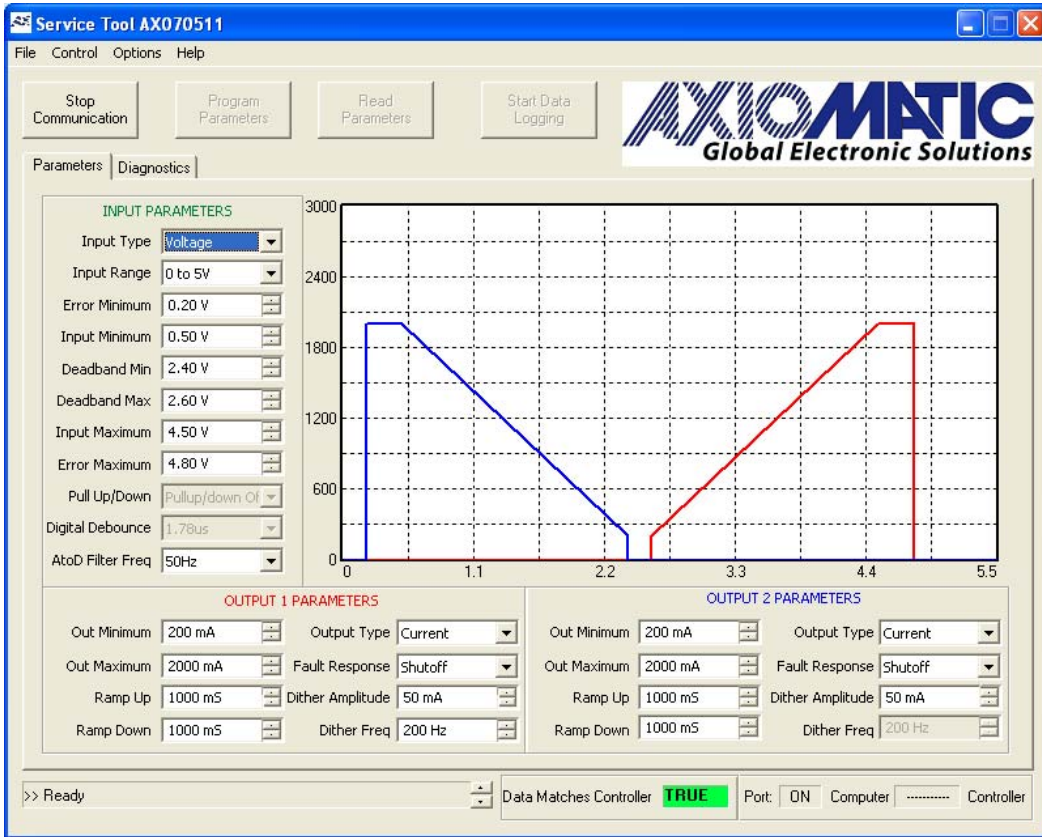 Service Tool AX070511
File Control Options Help
Stop Communication
Program Parameters
Read Parameters
Start Data Logging
AXIOMATIC
Global Electronic Solutions
Parameters Diagnostics
INPUT PARAMETERS
Input Type Voltage
Input Range 0 to 5V
Error Minimum 0.20 V
Input Minimum 0.50 V
Deadband Min 2.40 V
Deadband Max 2.60 V
Input Maximum 4.50 V
Error Maximum 4.80 V
Pull Up/Down Pullup/down Of
Digital Debounce 1.78us
AtoD Filter Freq 50Hz
3000
2400
1800
1200
600
0
0 1.1 2.2 3.3 4.4 5.5
OUTPUT 1 PARAMETERS
Out Minimum 200 mA Output Type Current
Out Maximum 2000 mA Fault Response Shutoff
Ramp Up 1000 mS Dither Amplitude 50 mA
Ramp Down 1000 mS Dither Freq 200 Hz
OUTPUT 2 PARAMETERS
Out Minimum 200 mA Output Type Current
Out Maximum 2000 mA Fault Response Shutoff
Ramp Up 1000 mS Dither Amplitude 50 mA
Ramp Down 1000 mS Dither Freq 200 Hz
>> Ready
Data Matches Controller TRUE
Port: ON Computer ----------- Controller